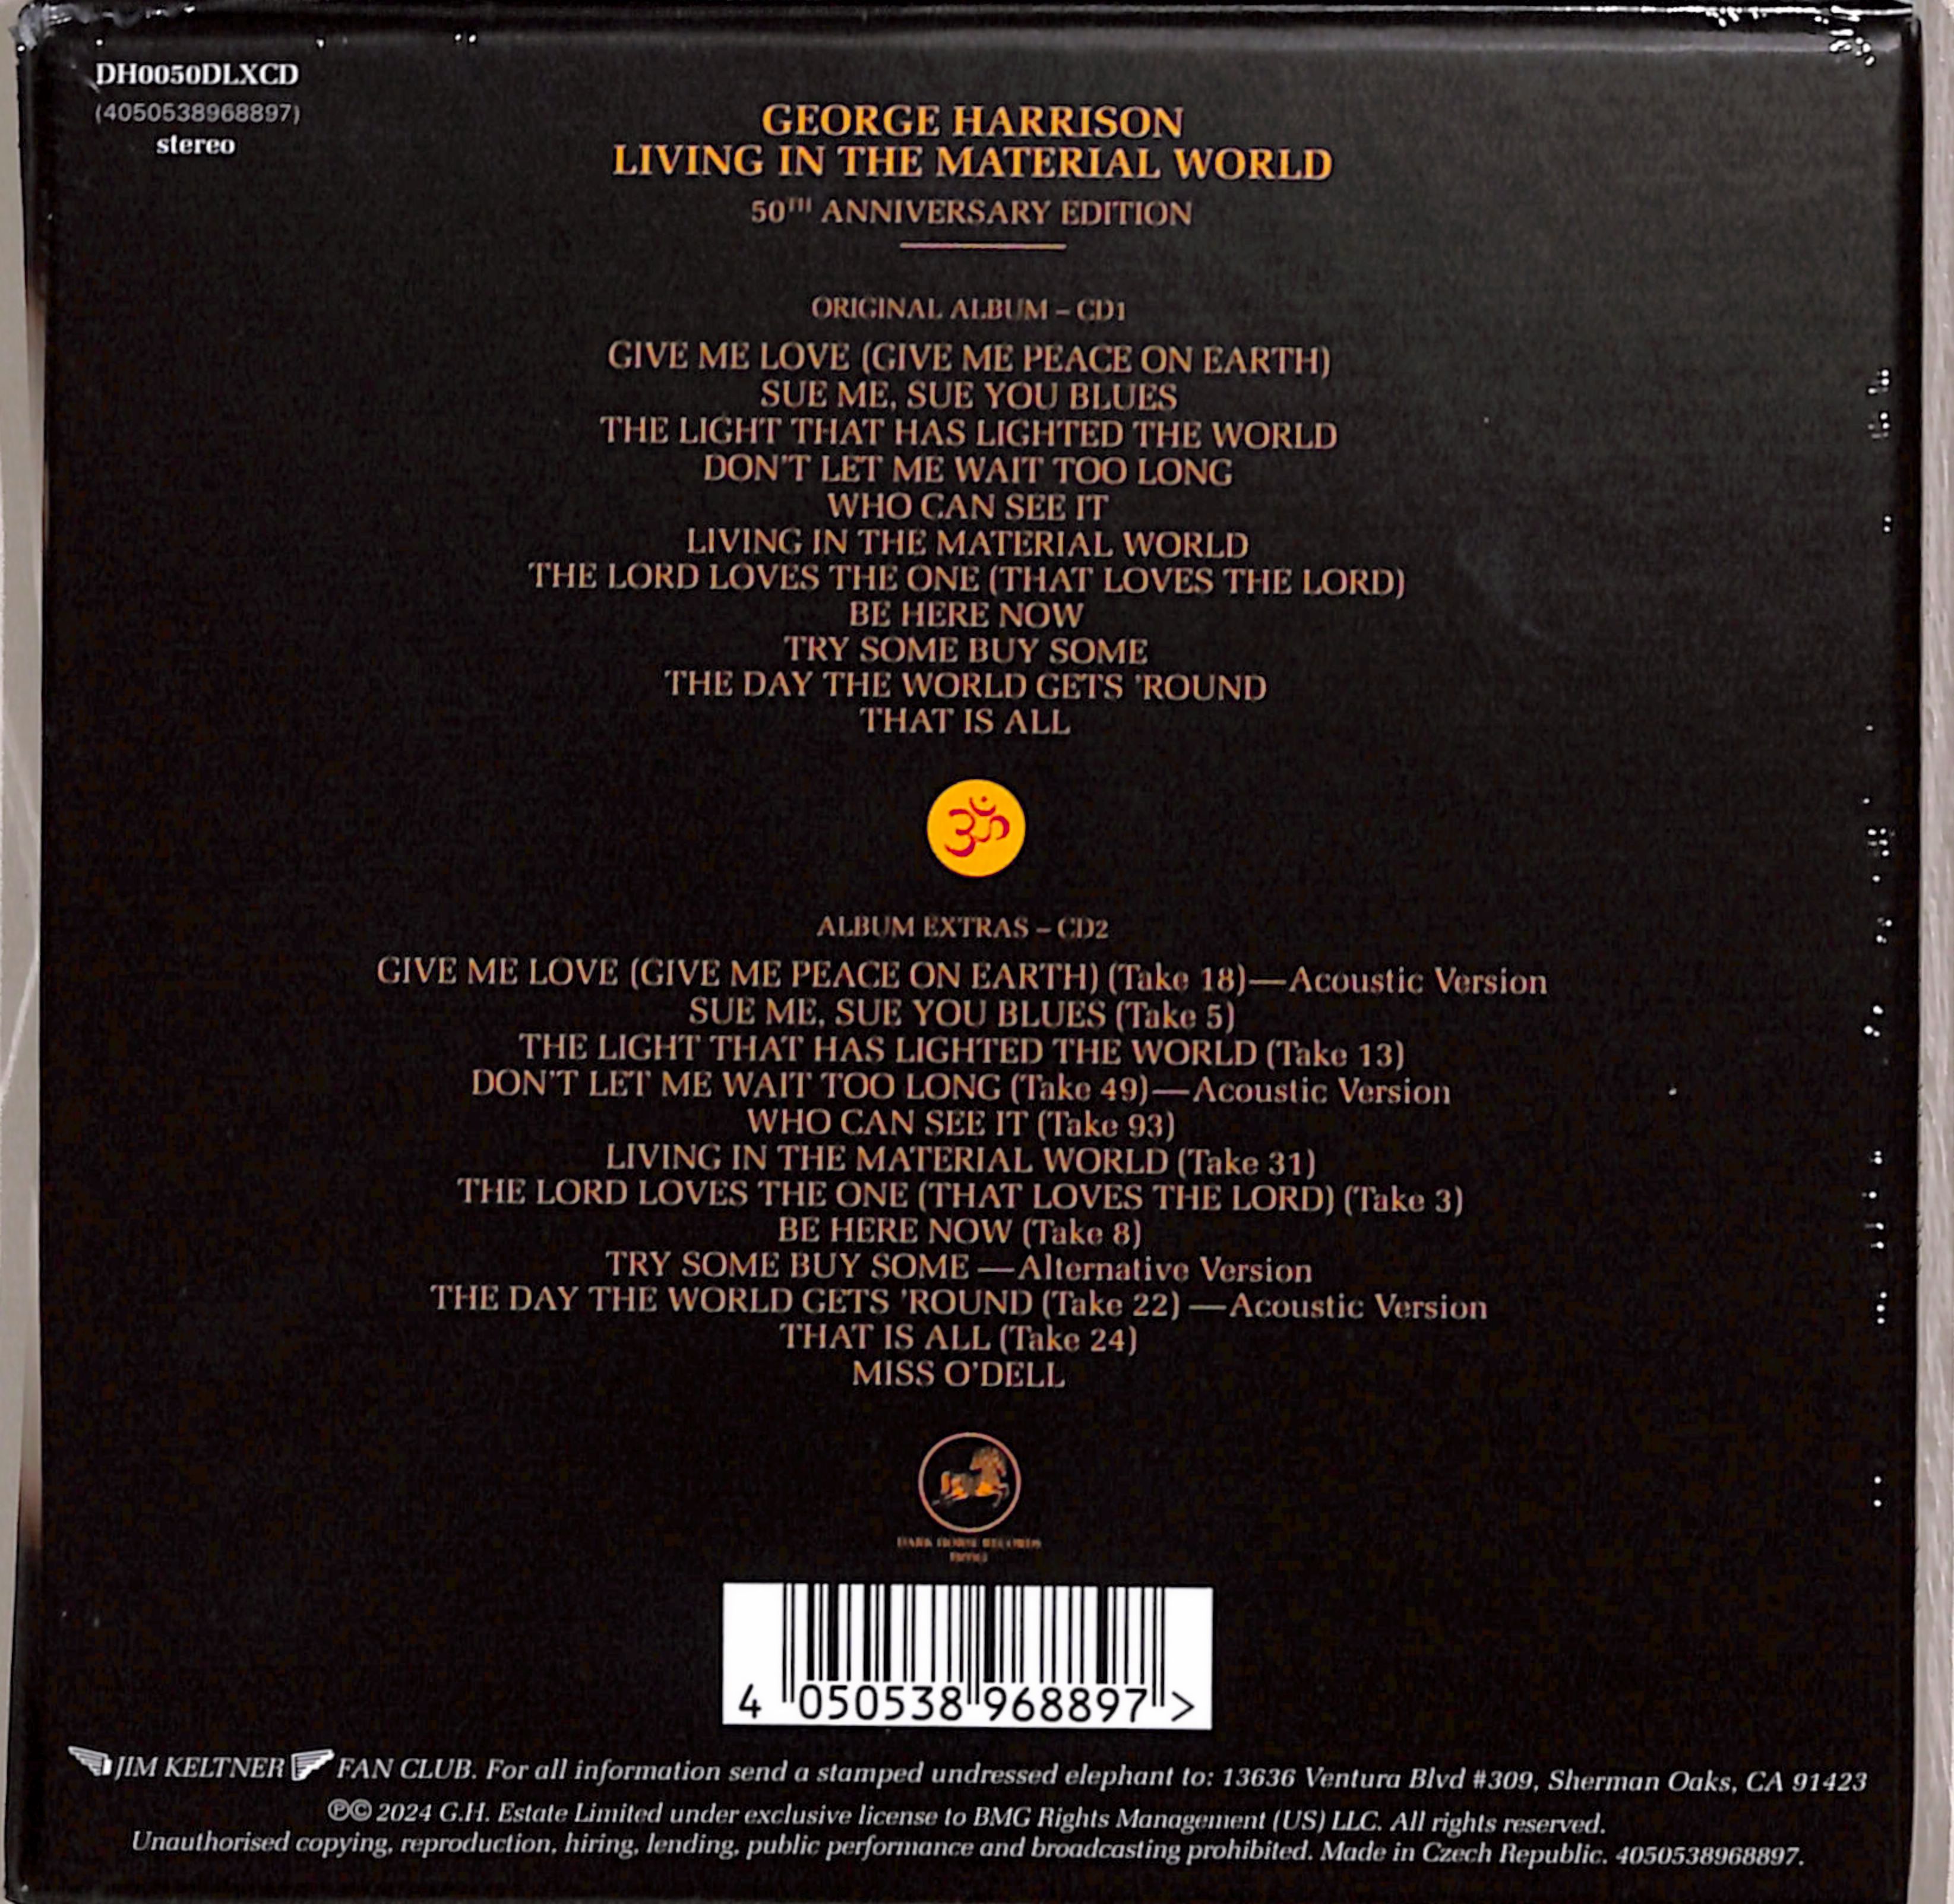 DH0050DLXCD
(4050538968897)
stereo
GEORGE HARRISON
LIVING IN THE MATERIAL WORLD
50TH ANNIVERSARY EDITION
ORIGINAL ALBUM – CD1
GIVE ME LOVE (GIVE ME PEACE ON EARTH)
SUE ME, SUE YOU BLUES
THE LIGHT THAT HAS LIGHTED THE WORLD
DON'T LET ME WAIT TOO LONG
WHO CAN SEE IT
LIVING IN THE MATERIAL WORLD
THE LORD LOVES THE ONE (THAT LOVES THE LORD)
BE HERE NOW
TRY SOME BUY SOME
THE DAY THE WORLD GETS 'ROUND
THAT IS ALL
ॐ
ALBUM EXTRAS – CD2
GIVE ME LOVE (GIVE ME PEACE ON EARTH) (Take 18)—Acoustic Version
SUE ME, SUE YOU BLUES (Take 5)
THE LIGHT THAT HAS LIGHTED THE WORLD (Take 13)
DON'T LET ME WAIT TOO LONG (Take 49)—Acoustic Version
WHO CAN SEE IT (Take 93)
LIVING IN THE MATERIAL WORLD (Take 31)
THE LORD LOVES THE ONE (THAT LOVES THE LORD) (Take 3)
BE HERE NOW (Take 8)
TRY SOME BUY SOME —Alternative Version
THE DAY THE WORLD GETS 'ROUND (Take 22) —Acoustic Version
THAT IS ALL (Take 24)
MISS O'DELL
DARK HORSE RECORDS
4 050538 968897 >
JIM KELTNER FAN CLUB. For all information send a stamped undressed elephant to: 13636 Ventura Blvd #309, Sherman Oaks, CA 91423
℗© 2024 G.H. Estate Limited under exclusive license to BMG Rights Management (US) LLC. All rights reserved.
Unauthorised copying, reproduction, hiring, lending, public performance and broadcasting prohibited. Made in Czech Republic. 4050538968897.